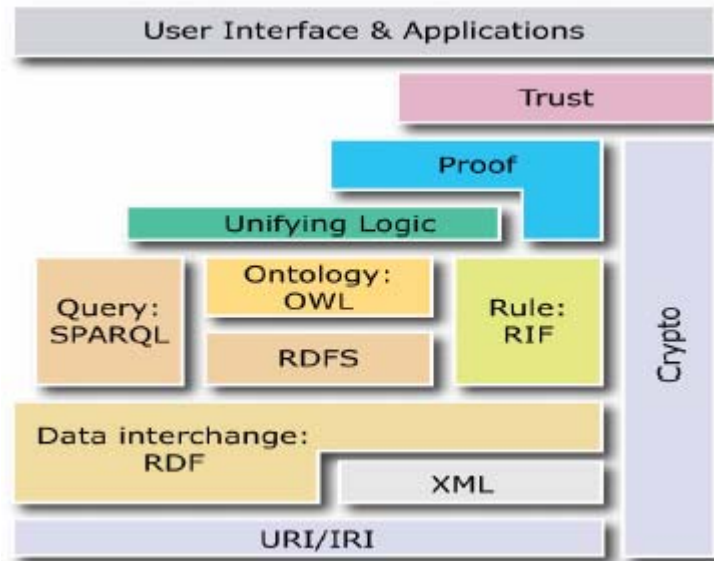 User Interface & Applications
Trust
Proof
Unifying Logic
Query:
SPARQL
Ontology:
OWL
RDFS
Rule:
RIF
Crypto
Data interchange:
RDF
XML
URI/IRI